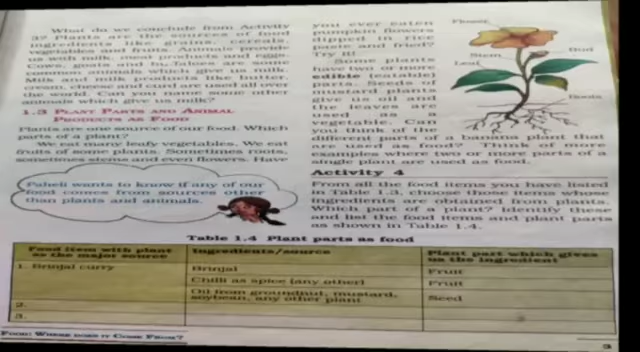 What do we conclude from Activity
3? Plants are the sources of food
ingredients like grains, cereals,
vegetables and fruits. Animals provide
us with milk, meat products and eggs.
Cows, goats and buffaloes are some
common animals which give us milk.
Milk and milk products like butter,
cream, cheese and curd are used all over
the world. Can you name some other
animals which give us milk?
1.3 PLANT PARTS AND ANIMAL
PRODUCTS AS FOOD
Plants are one source of our food. Which
parts of a plant?
We eat many leafy vegetables. We eat
fruits of some plants. Sometimes roots,
sometimes stems and even flowers. Have
Paheli wants to know if any of our
food comes from sources other
than plants and animals.
you ever eaten
pumpkin flowers
dipped in rice
paste and fried?
Try it!
Some plants
have two or more
edible (eatable)
parts. Seeds of
mustard plants
give us oil and
the leaves are
used as a
vegetable. Can
you think of the
different parts of a banana plant that
are used as food? Think of more
examples where two or more parts of a
single plant are used as food.
Flower
Stem
Bud
Leaf
Roots
Activity 4
From all the food items you have listed
in Table 1.3, choose those items whose
ingredients are obtained from plants.
Which part of a plant? Identify these
and list the food items and plant parts
as shown in Table 1.4.
Table 1.4 Plant parts as food
Food item with plant
as the major source
Ingredients/source
Plant part which gives
us the ingredient
1. Brinjal curry
Brinjal
Fruit
Chilli as spice (any other)
Fruit
Oil from groundnut, mustard,
soybean, any other plant
Seed
2.
3.
FOOD: WHERE DOES IT COME FROM?
3